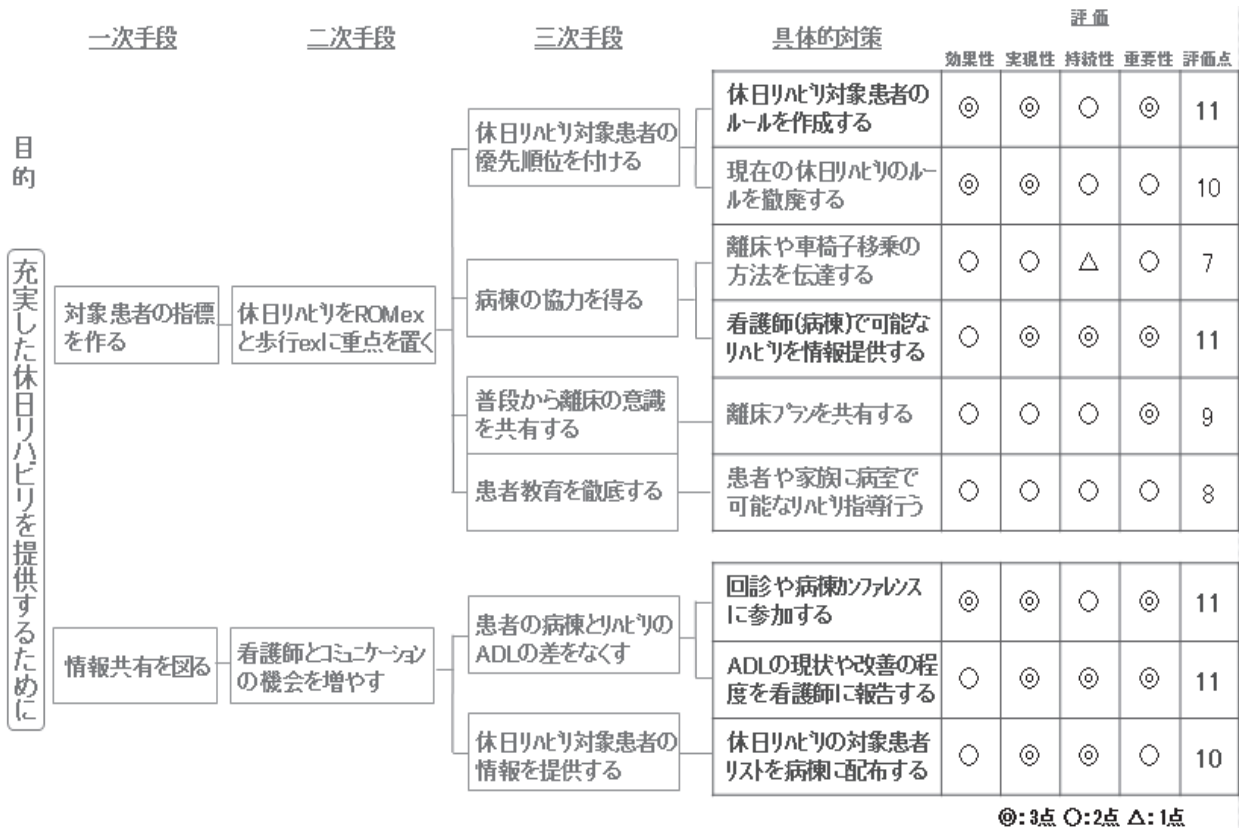 一次手段
二次手段
三次手段
具体的対策
評価
効果性 実現性 持続性 重要性 評価点
目的
充実した休日リハビリを提供するために
対象患者の指標
を作る
休日リハビリをROMex
と歩行exに重点を置く
休日リハビリ対象患者の
優先順位を付ける
休日リハビリ対象患者の
ルールを作成する
◎ ◎ ○ ◎ 11
現在の休日リハビリのルー
ルを撤廃する
◎ ◎ ○ ○ 10
病棟の協力を得る
離床や車椅子移乗の
方法を伝達する
○ ○ △ ○ 7
看護師(病棟)で可能な
リハビリを情報提供する
○ ◎ ◎ ◎ 11
普段から離床の意識
を共有する
離床プランを共有する
○ ○ ○ ◎ 9
患者教育を徹底する
患者や家族に病室で
可能なリハビリ指導行う
○ ○ ○ ○ 8
情報共有を図る
看護師とコミュニケーション
の機会を増やす
患者の病棟とリハビリの
ADLの差をなくす
回診や病棟カンファレンス
に参加する
◎ ◎ ○ ◎ 11
ADLの現状や改善の程
度を看護師に報告する
○ ◎ ◎ ◎ 11
休日リハビリ対象患者の
情報を提供する
休日リハビリの対象患者
リストを病棟に配布する
○ ◎ ◎ ○ 10
◎:3点 ○:2点 △:1点